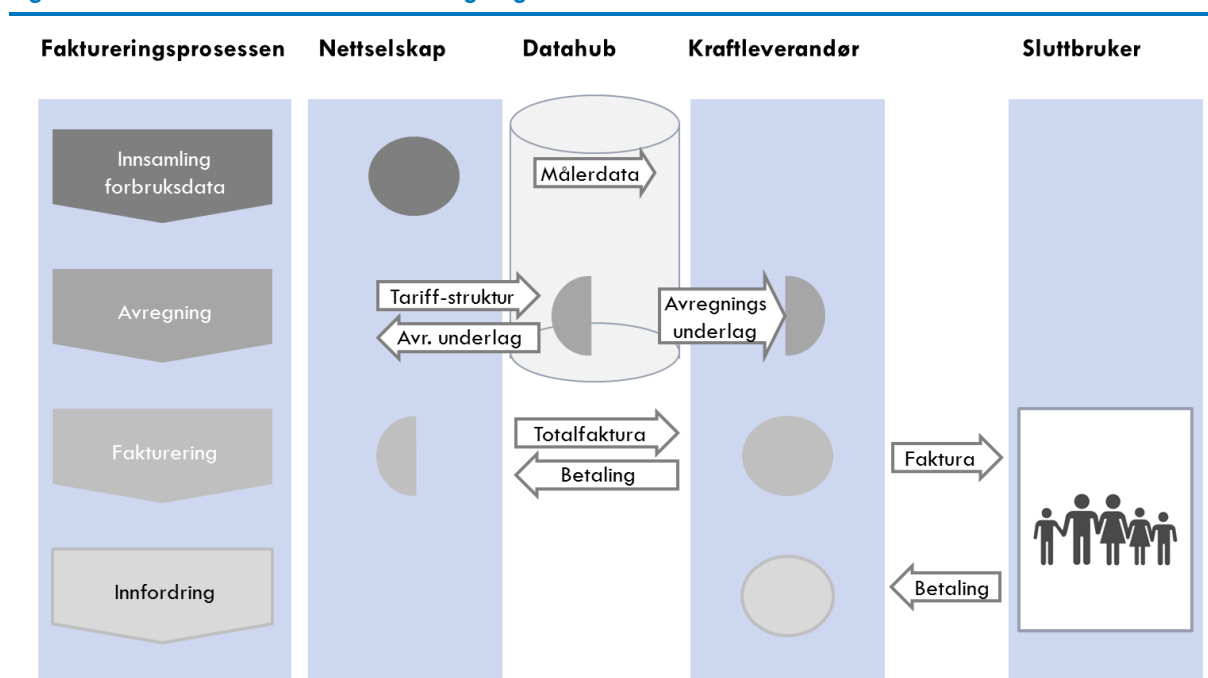 Faktureringsprosessen
Nettselskap
Datahub
Kraftleverandør
Sluttbruker
Innsamling
forbruksdata
Målerdata
Avregning
Tariff-struktur
Avr. underlag
Avregnings
underlag
Fakturering
Totalfaktura
Betaling
Faktura
Innfordring
Betaling